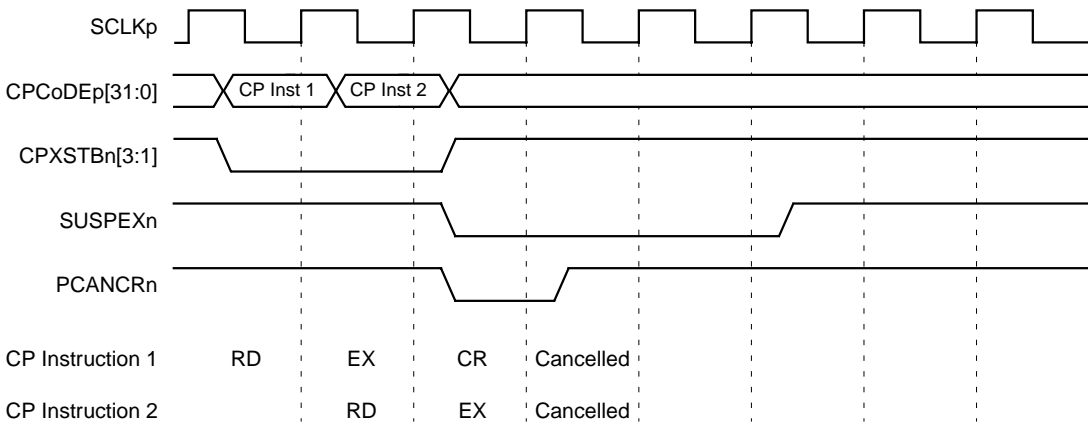 SCLKp
CPCoDEp[31:0] CP Inst 1 CP Inst 2
CPXSTBn[3:1]
SUSPEXn
PCANCRn
CP Instruction 1 RD EX CR Cancelled
CP Instruction 2 RD EX Cancelled